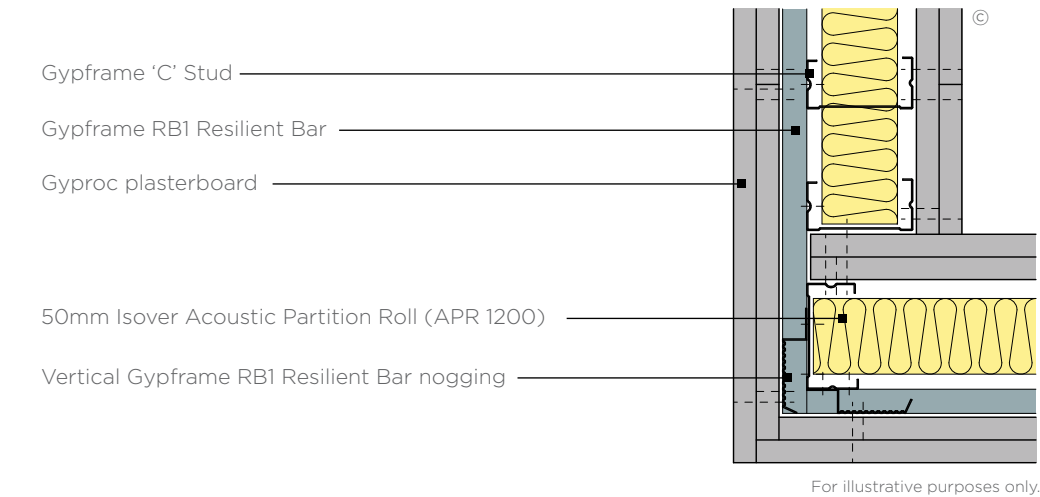 ©
Gypframe ‘C’ Stud
Gypframe RB1 Resilient Bar
Gyproc plasterboard
50mm Isover Acoustic Partition Roll (APR 1200)
Vertical Gypframe RB1 Resilient Bar nogging
For illustrative purposes only.